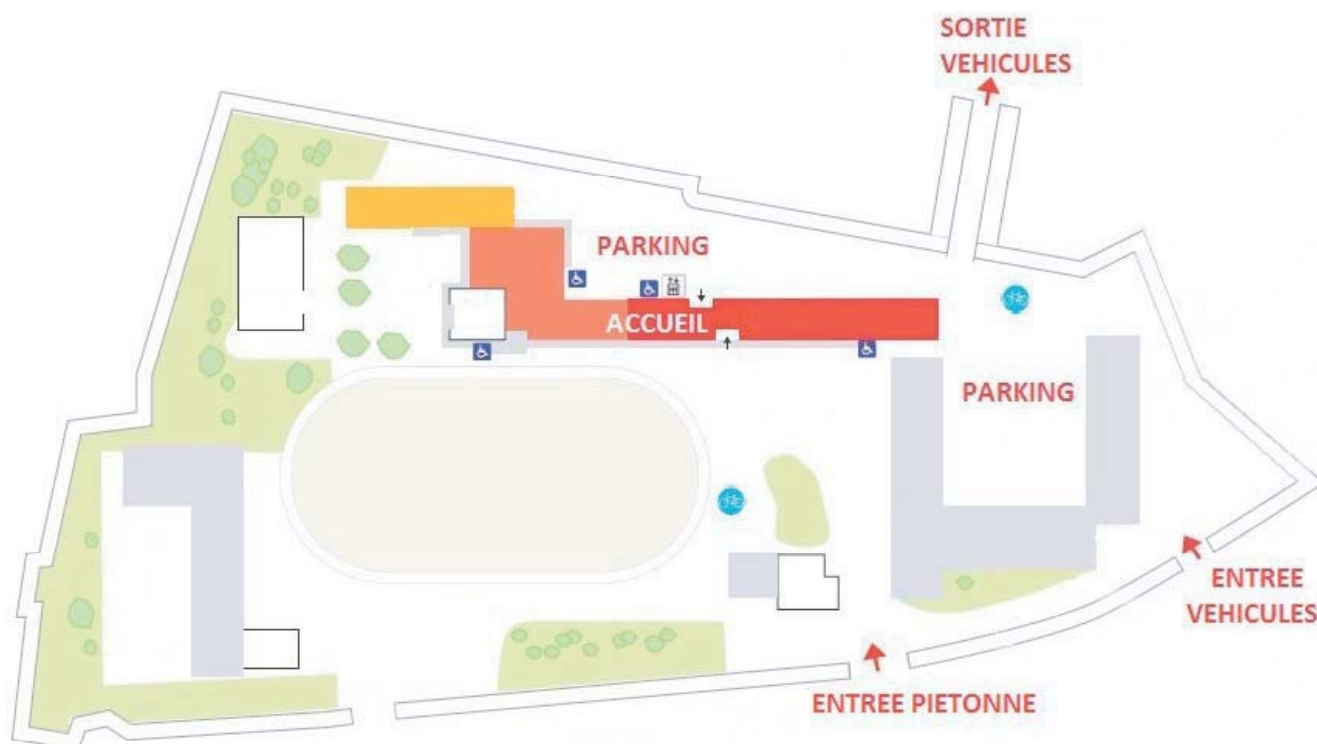 SORTIE
VEHICULES
PARKING
ACCUEIL
PARKING
ENTREE
VEHICULES
ENTREE PIETONNE